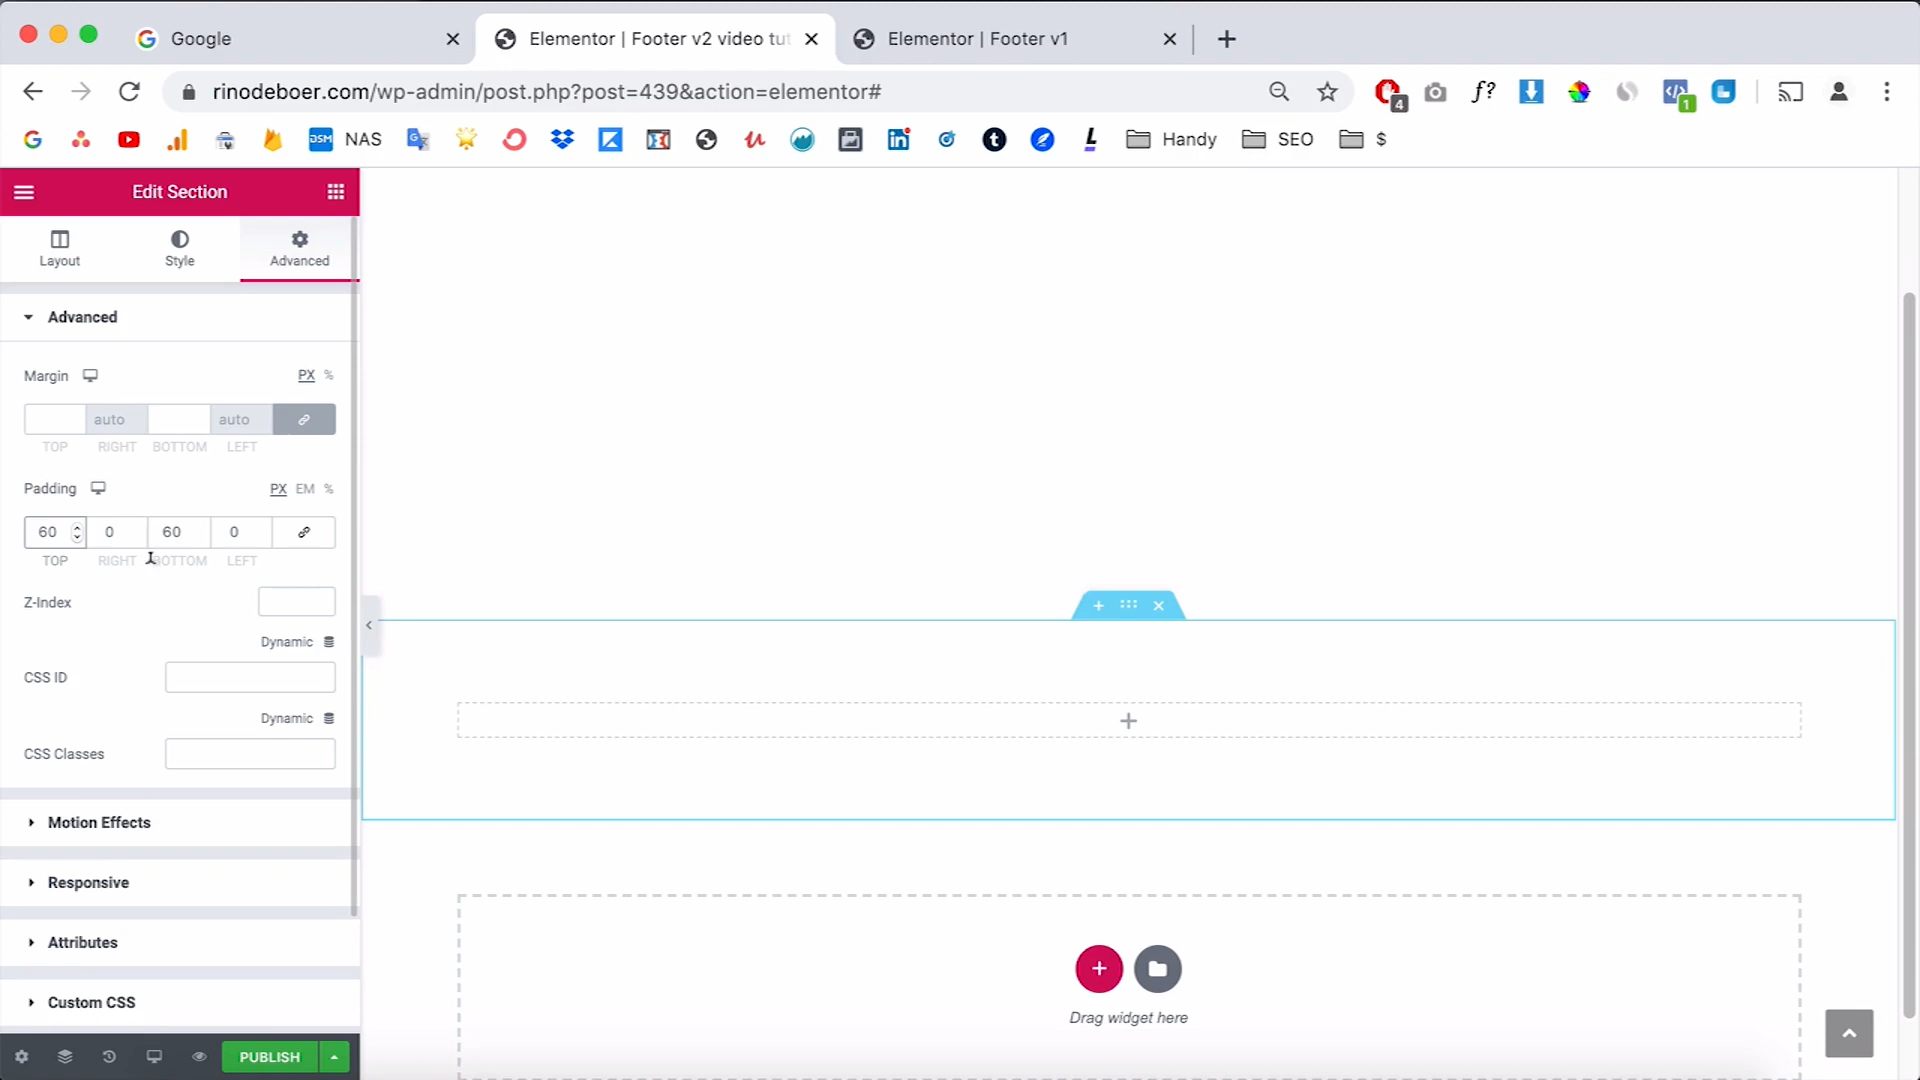 Google
Elementor | Footer v2 video tut
Elementor | Footer v1
rinodeboer.com/wp-admin/post.php?post=439&action=elementor#
4
f?
1
DSM
NAS
Handy
SEO
$
Edit Section
Layout
Style
Advanced
Advanced
Margin
PX %
auto
auto
TOP RIGHT BOTTOM LEFT
Padding
PX EM %
60 0 60 0
TOP RIGHT BOTTOM LEFT
Z-Index
Dynamic
CSS ID
Dynamic
CSS Classes
Motion Effects
Responsive
Attributes
Custom CSS
PUBLISH
Drag widget here